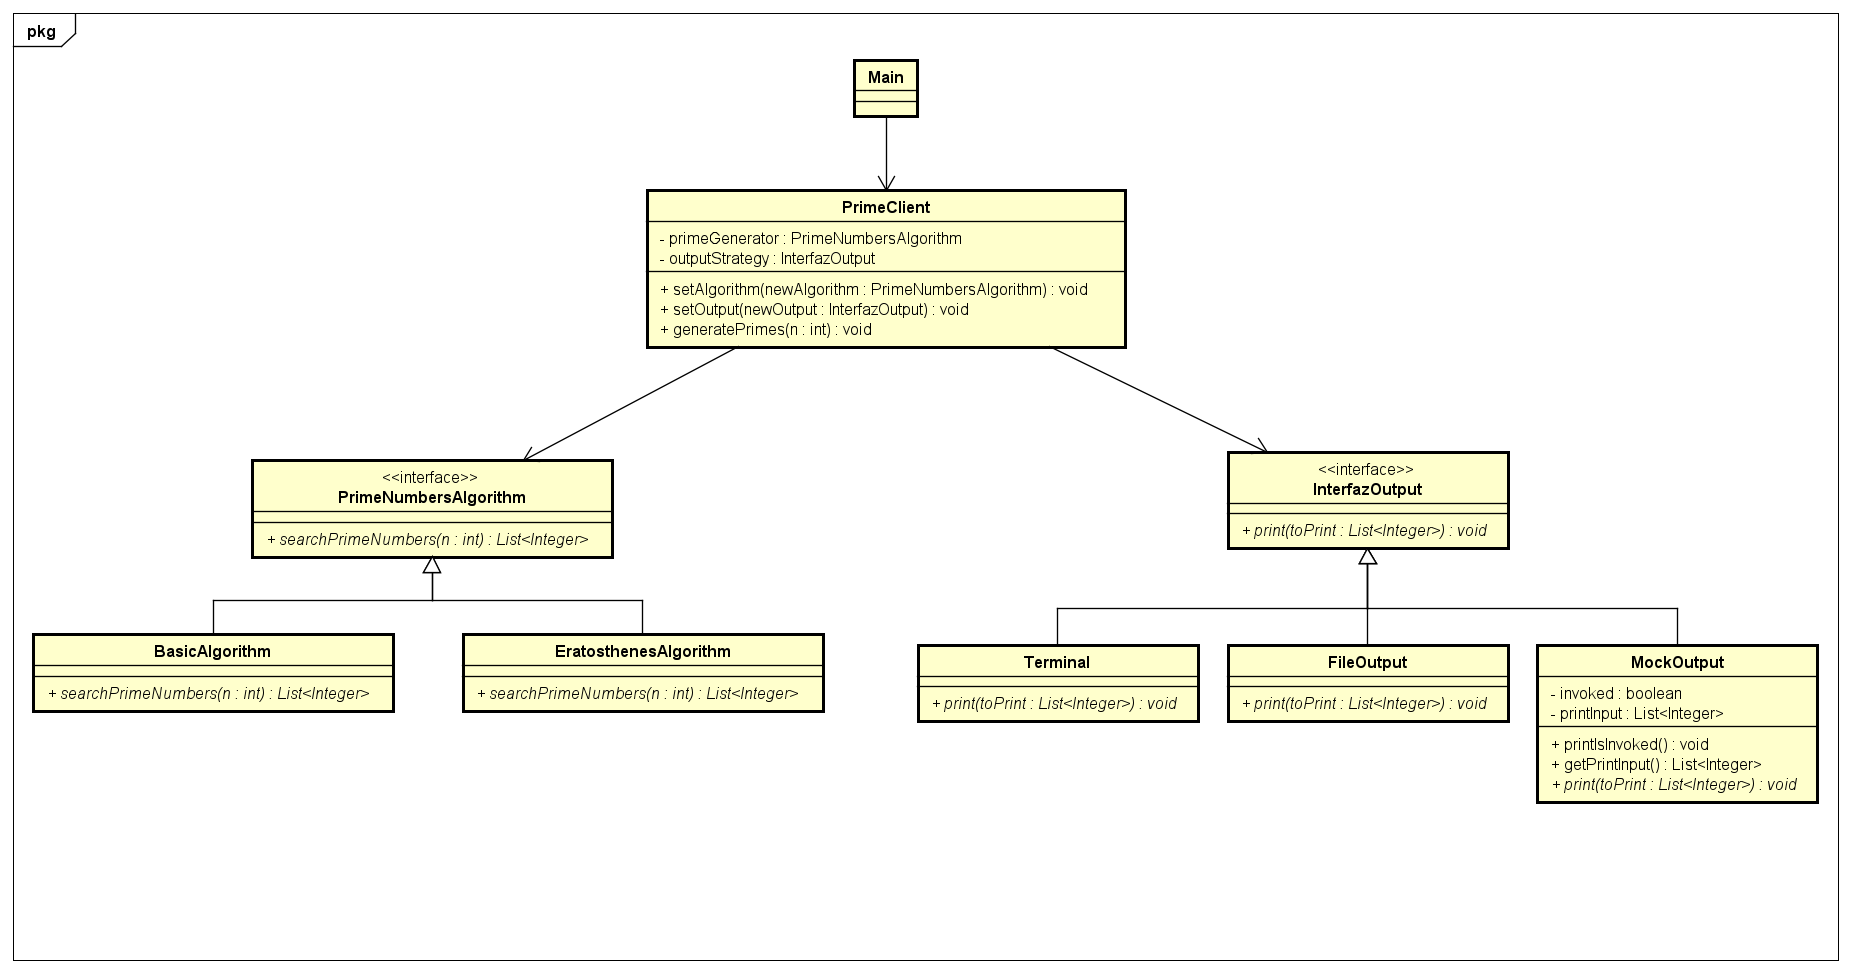 pkg
Main
PrimeClient
- primeGenerator : PrimeNumbersAlgorithm
- outputStrategy : InterfazOutput
+ setAlgorithm(newAlgorithm : PrimeNumbersAlgorithm) : void
+ setOutput(newOutput : InterfazOutput) : void
+ generatePrimes(n : int) : void
<<interface>>
PrimeNumbersAlgorithm
+ searchPrimeNumbers(n : int) : List<Integer>
<<interface>>
InterfazOutput
+ print(toPrint : List<Integer>) : void
BasicAlgorithm
+ searchPrimeNumbers(n : int) : List<Integer>
EratosthenesAlgorithm
+ searchPrimeNumbers(n : int) : List<Integer>
Terminal
+ print(toPrint : List<Integer>) : void
FileOutput
+ print(toPrint : List<Integer>) : void
MockOutput
- invoked : boolean
- printInput : List<Integer>
+ printIsInvoked() : void
+ getPrintInput() : List<Integer>
+ print(toPrint : List<Integer>) : void